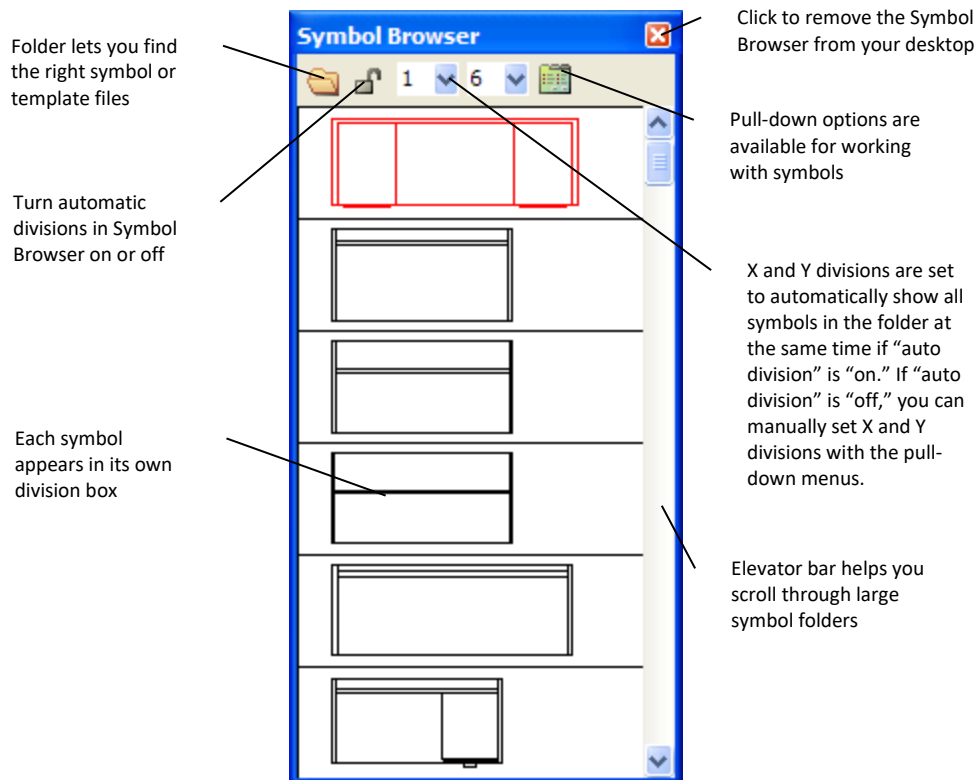 Symbol Browser
1
6
Folder lets you find
the right symbol or
template files
Turn automatic
divisions in Symbol
Browser on or off
Each symbol
appears in its own
division box
Click to remove the Symbol
Browser from your desktop
Pull-down options are
available for working
with symbols
X and Y divisions are set
to automatically show all
symbols in the folder at
the same time if “auto
division” is “on.” If “auto
division” is “off,” you can
manually set X and Y
divisions with the pull-
down menus.
Elevator bar helps you
scroll through large
symbol folders